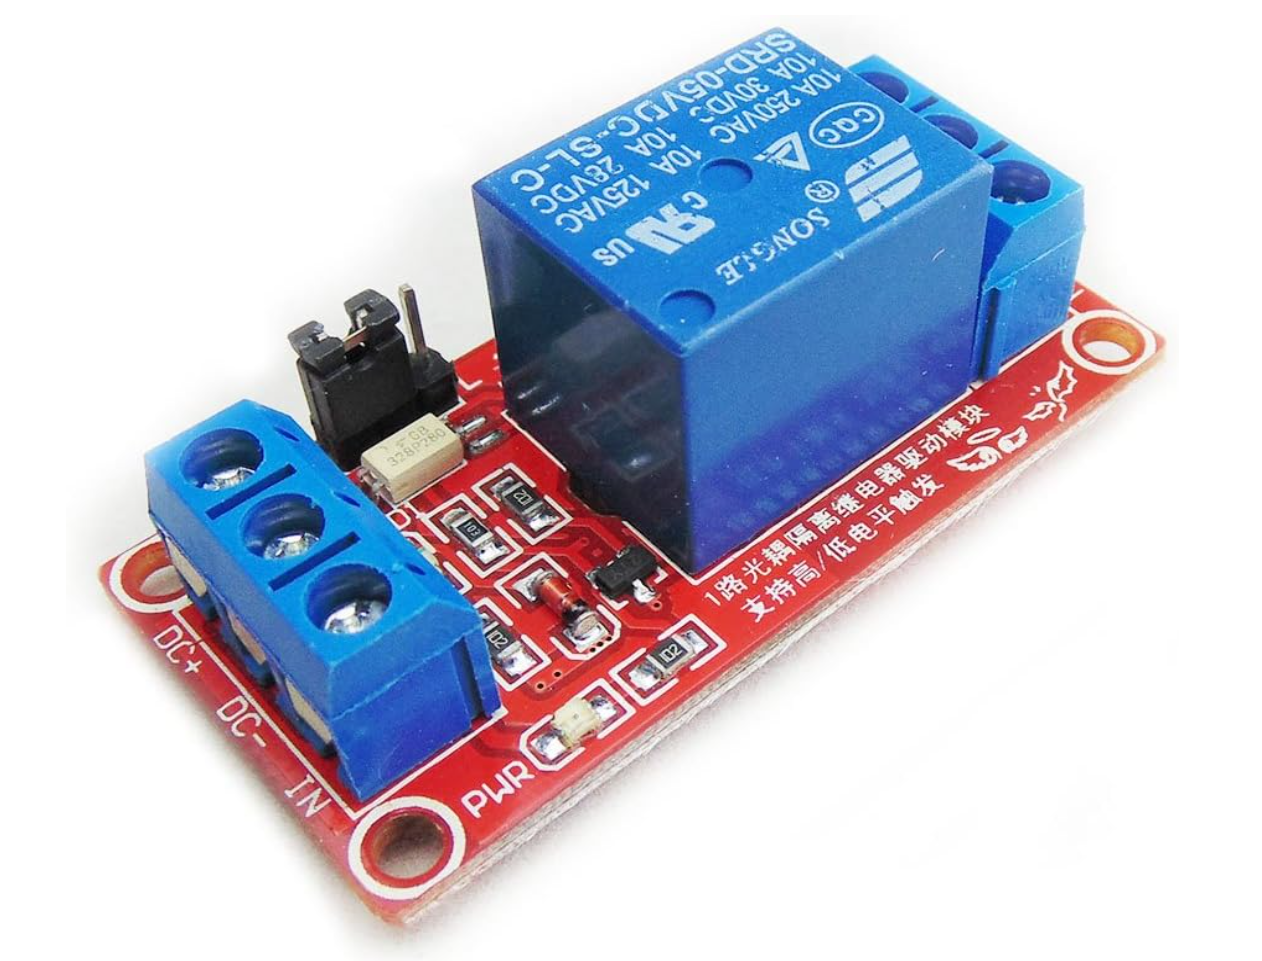 SRD-05VDC-SL-C
10A 30VDC 10A 28VDC
10A 250VAC 10A 125VAC
CQC
C US
®
SONGLE
328P280
102
103
102
102
1路光耦隔离继电器驱动模块
支持高/低电平触发
DC+
DC-
IN
PWR